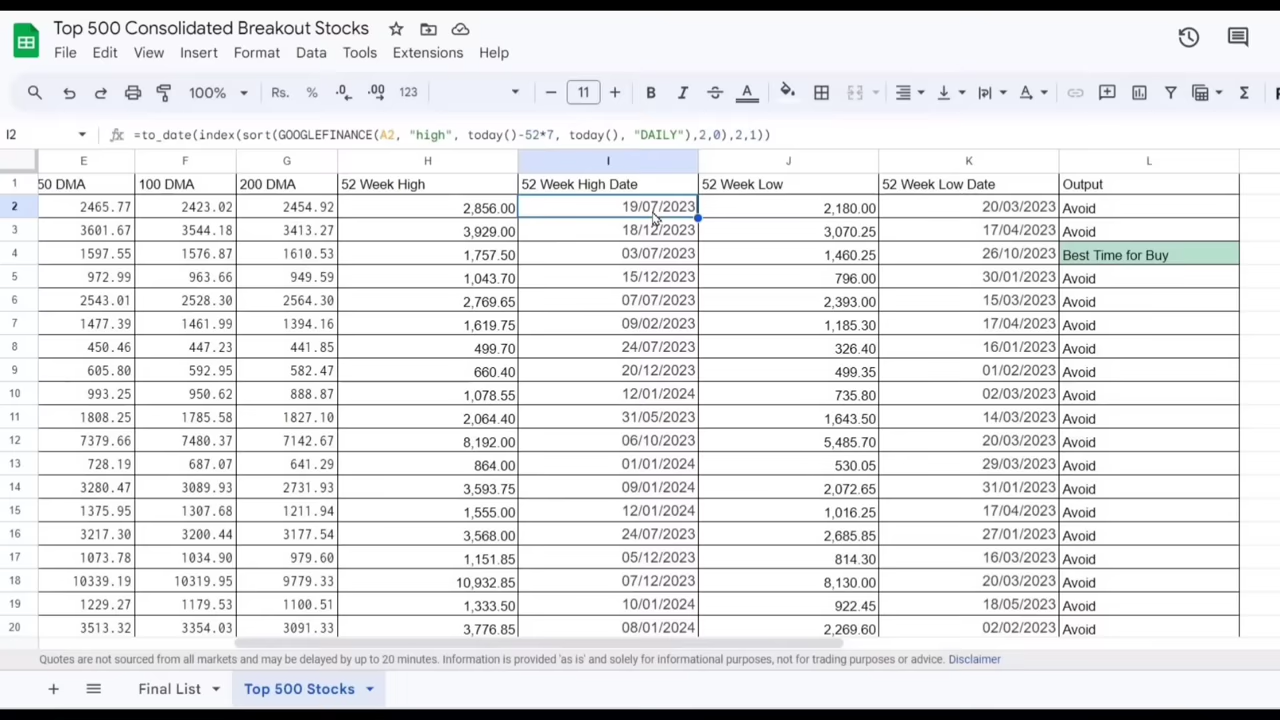 Top 500 Consolidated Breakout Stocks
File Edit View Insert Format Data Tools Extensions Help
100% Rs. % .0 .00 123 11 B I A A Σ
I2 fx =to_date(index(sort(GOOGLEFINANCE(A2, "high", today()-52*7, today(), "DAILY"),2,0),2,1))
E F G H I J K L
1 50 DMA 100 DMA 200 DMA 52 Week High 52 Week High Date 52 Week Low 52 Week Low Date Output
2 2465.77 2423.02 2454.92 2,856.00 19/07/2023 2,180.00 20/03/2023 Avoid
3 3601.67 3544.18 3413.27 3,929.00 18/12/2023 3,070.25 17/04/2023 Avoid
4 1597.55 1576.87 1610.53 1,757.50 03/07/2023 1,460.25 26/10/2023 Best Time for Buy
5 972.99 963.66 949.59 1,043.70 15/12/2023 796.00 30/01/2023 Avoid
6 2543.01 2528.30 2564.30 2,769.65 07/07/2023 2,393.00 15/03/2023 Avoid
7 1477.39 1461.99 1394.16 1,619.75 09/02/2023 1,185.30 17/04/2023 Avoid
8 450.46 447.23 441.85 499.70 24/07/2023 326.40 16/01/2023 Avoid
9 605.80 592.95 582.47 660.40 20/12/2023 499.35 01/02/2023 Avoid
10 993.25 950.62 888.87 1,078.55 12/01/2024 735.80 02/03/2023 Avoid
11 1808.25 1785.58 1827.10 2,064.40 31/05/2023 1,643.50 14/03/2023 Avoid
12 7379.66 7480.37 7142.67 8,192.00 06/10/2023 5,485.70 20/03/2023 Avoid
13 728.19 687.07 641.29 864.00 01/01/2024 530.05 29/03/2023 Avoid
14 3280.47 3089.93 2731.93 3,593.75 09/01/2024 2,072.65 31/01/2023 Avoid
15 1375.95 1307.68 1211.94 1,555.00 12/01/2024 1,016.25 17/04/2023 Avoid
16 3217.30 3200.44 3177.54 3,568.00 24/07/2023 2,685.85 27/01/2023 Avoid
17 1073.78 1034.90 979.60 1,151.85 05/12/2023 814.30 16/03/2023 Avoid
18 10339.19 10319.95 9779.33 10,932.85 07/12/2023 8,130.00 20/03/2023 Avoid
19 1229.27 1179.53 1100.51 1,333.50 10/01/2024 922.45 18/05/2023 Avoid
20 3513.32 3354.03 3091.33 3,776.85 08/01/2024 2,269.60 02/02/2023 Avoid
Quotes are not sourced from all markets and may be delayed by up to 20 minutes. Information is provided 'as is' and solely for informational purposes, not for trading purposes or advice. Disclaimer
Final List Top 500 Stocks